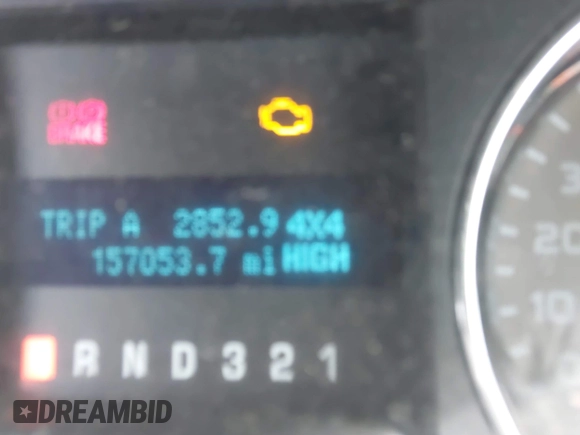 BRAKE
TRIP A 2852.9 4X4
157053.7 mi HIGH
R N D 3 2 1
20
10
DREAMBID